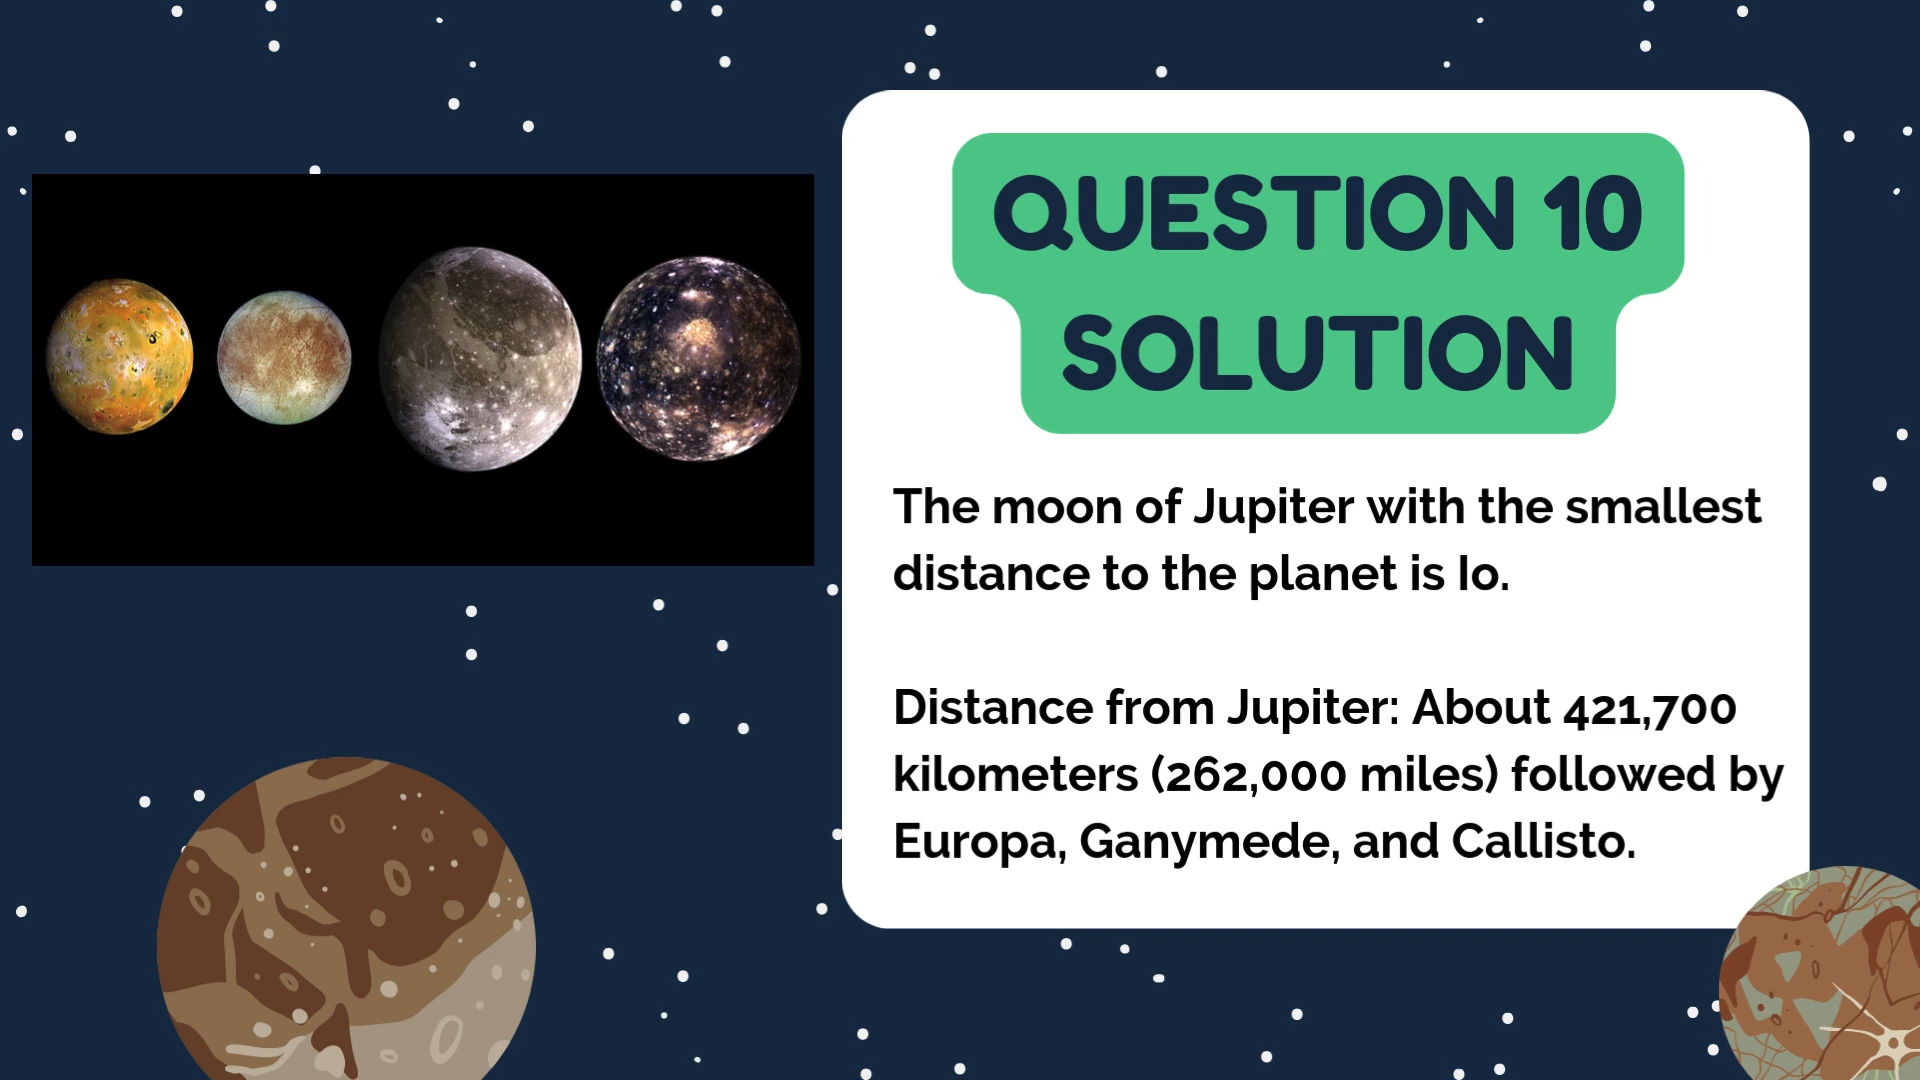 QUESTION 10
SOLUTION
The moon of Jupiter with the smallest
distance to the planet is Io.
Distance from Jupiter: About 421,700
kilometers (262,000 miles) followed by
Europa, Ganymede, and Callisto.